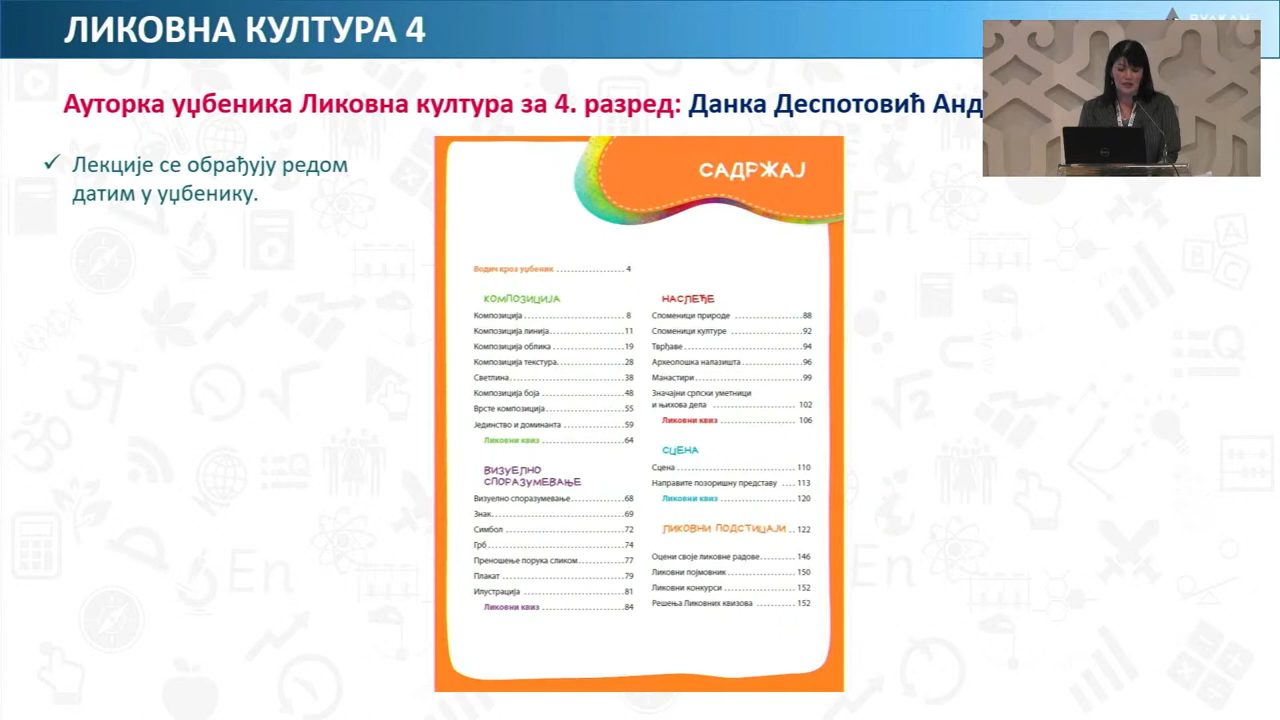 ЛИКОВНА КУЛТУРА 4
Ауторка уџбеника Ликовна култура за 4. разред: Данка Деспотовић Анд
✓ Лекције се обрађују редом
датим у уџбенику.
САДРЖАЈ
Водич кроз уџбеник 4
КОМПОЗИЦИЈА
Композиција 8
Композиција линија 11
Композиција облика 19
Композиција текстура 28
Светлина 38
Композиција боја 48
Врсте композиција 55
Јединство и доминанта 59
Ликовни квиз 64
ВИЗУЕЛНО
СПОРАЗУМЕВАЊЕ
Визуелно споразумевање 68
Знак 69
Симбол 72
Грб 74
Преношење порука сликом 77
Плакат 79
Илустрација 81
Ликовни квиз 84
НАСЛЕЂЕ
Споменици природе 88
Споменици културе 92
Тврђаве 94
Археолошка налазишта 96
Манастири 99
Значајни српски уметници
и њихова дела 102
Ликовни квиз 106
СЦЕНА
Сцена 110
Направите позоришну представу 113
Ликовни квиз 120
ЛИКОВНИ ПОДСТИЦАЈИ 122
Оцени своје ликовне радове 146
Ликовни појмовник 150
Ликовни конкурси 152
Решења Ликовних квизова 152